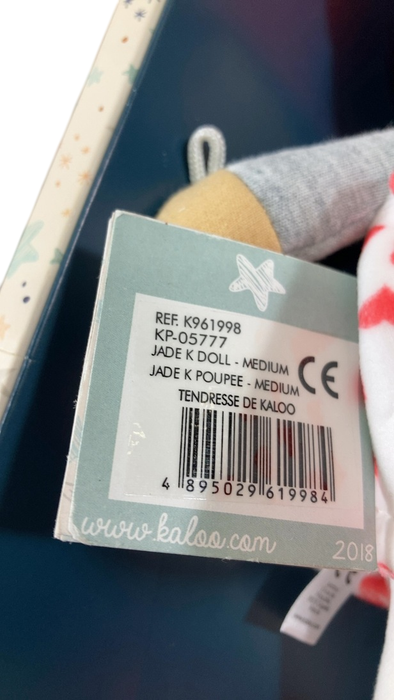 REF. K961998
KP-05777
JADE K DOLL - MEDIUM
JADE K POUPEE - MEDIUM
CE
TENDRESSE DE KALOO
4 895029 619984
www.kaloo.com
2018